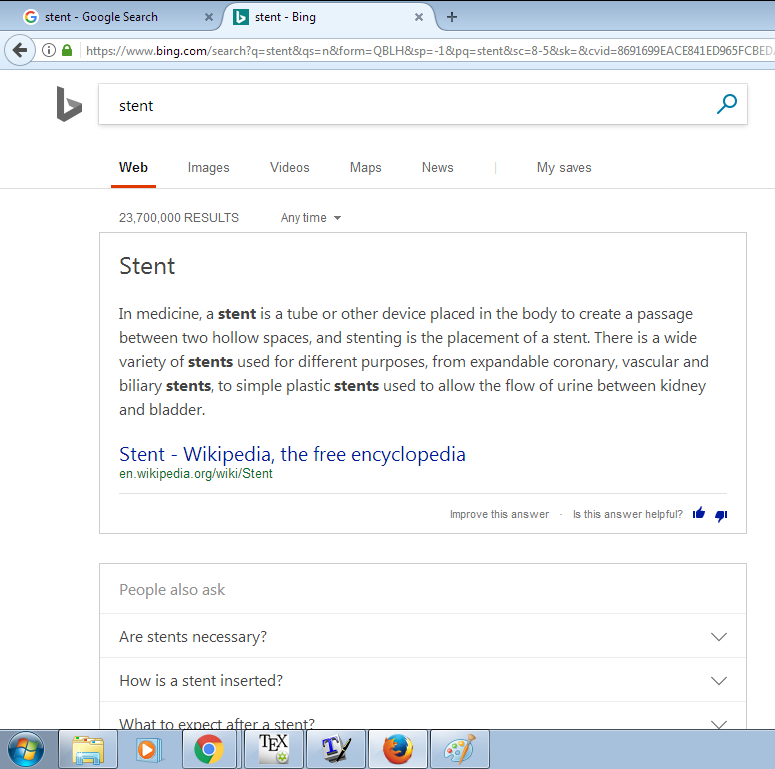 stent - Google Search
stent - Bing
https://www.bing.com/search?q=stent&qs=n&form=QBLH&sp=-1&pq=stent&sc=8-5&sk=&cvid=8691699EACE841ED965FCBED
stent
Web Images Videos Maps News | My saves
23,700,000 RESULTS Any time
Stent
In medicine, a stent is a tube or other device placed in the body to create a passage
between two hollow spaces, and stenting is the placement of a stent. There is a wide
variety of stents used for different purposes, from expandable coronary, vascular and
biliary stents, to simple plastic stents used to allow the flow of urine between kidney
and bladder.
Stent - Wikipedia, the free encyclopedia
en.wikipedia.org/wiki/Stent
Improve this answer - Is this answer helpful?
People also ask
Are stents necessary?
How is a stent inserted?
What to expect after a stent?
TEX